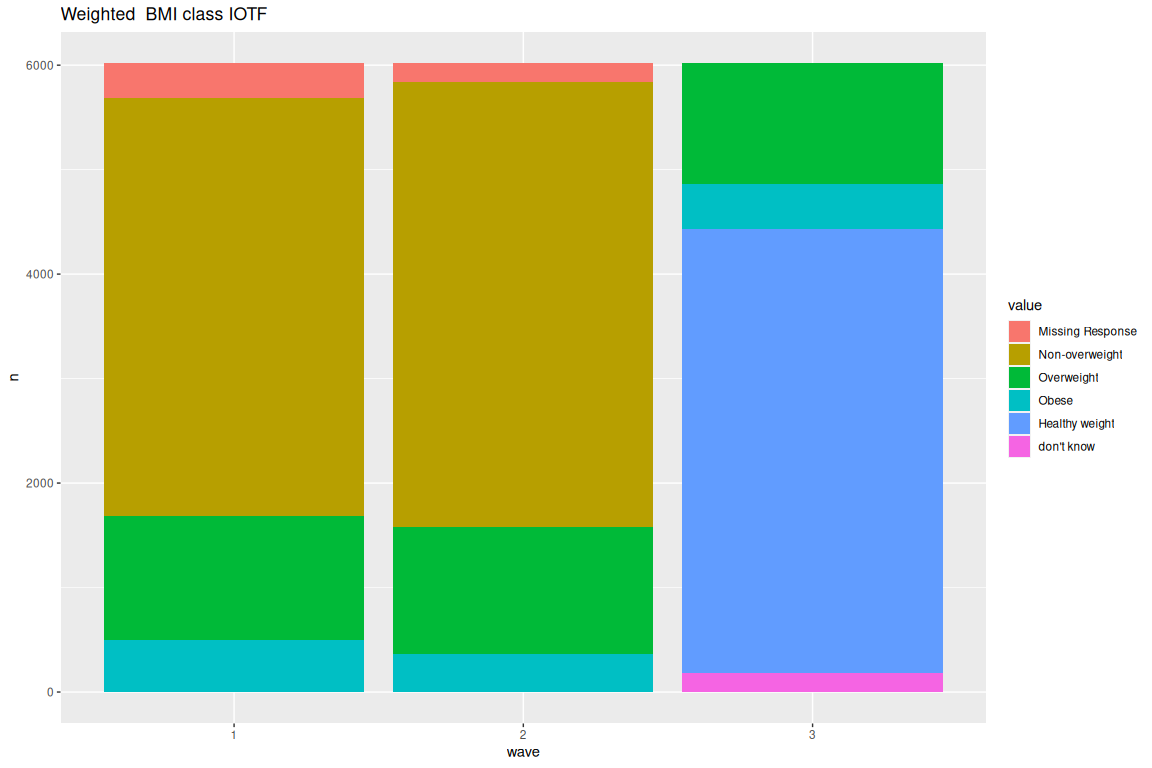 Weighted  BMI class IOTF
6000
4000
2000
0
n
1
2
3
wave
value
Missing Response
Non-overweight
Overweight
Obese
Healthy weight
don't know